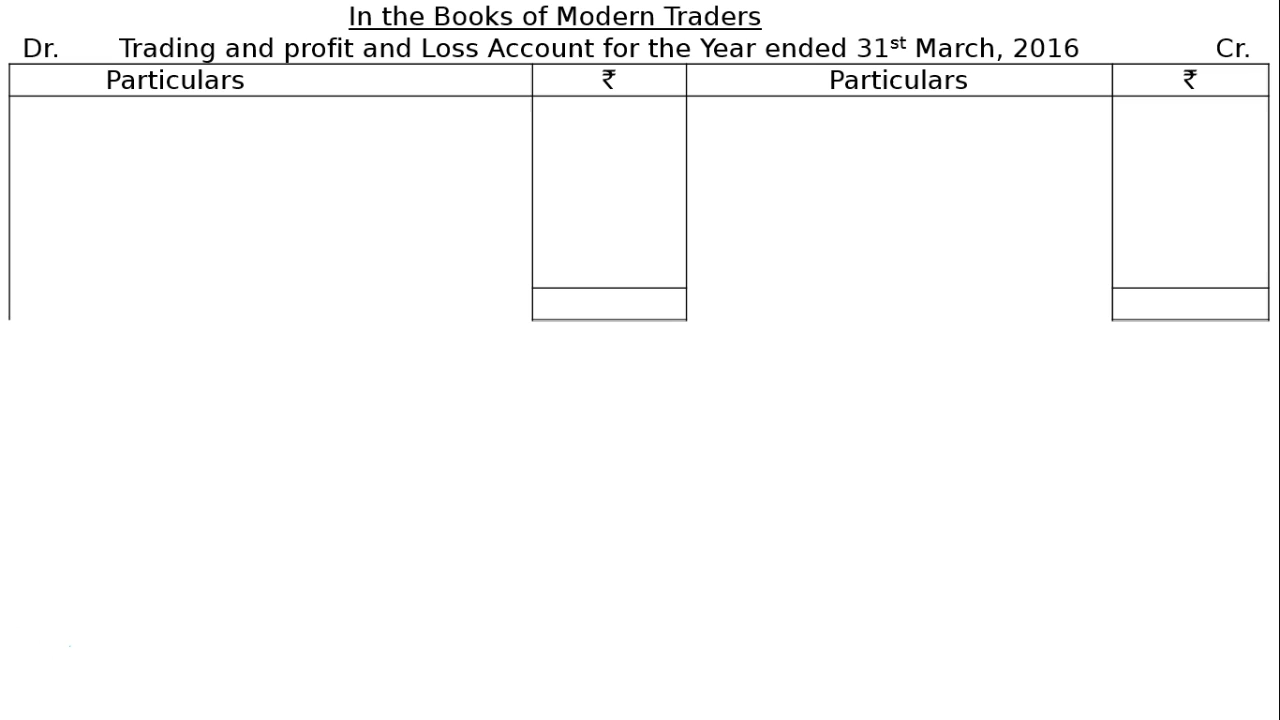 In the Books of Modern Traders
Dr. Trading and profit and Loss Account for the Year ended 31st March, 2016 Cr.
Particulars ₹ Particulars ₹